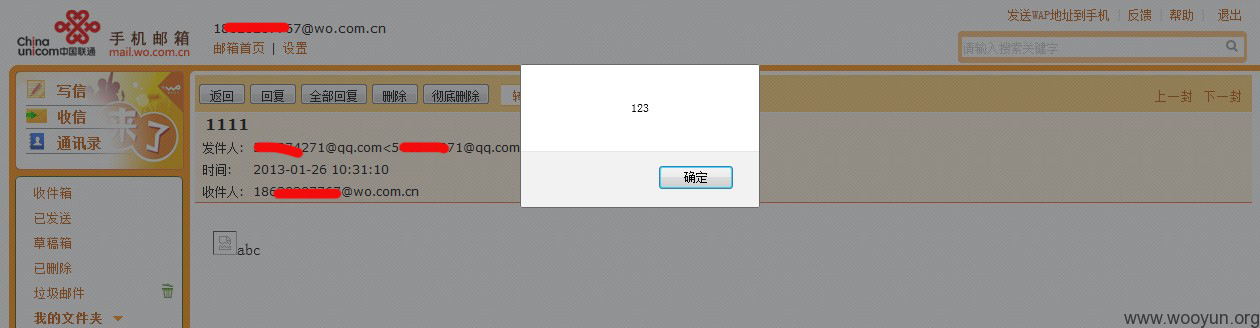 China
unicom中国联通
手机邮箱
mail.wo.com.cn
18 67@wo.com.cn
邮箱首页 | 设置
发送WAP地址到手机 | 反馈 | 帮助 | 退出
请输入搜索关键字
写信
收信
通讯录
来了
返回 回复 全部回复 删除 彻底删除 上一封 下一封
1111
发件人: 74271@qq.com<5 71@qq.com
时间: 2013-01-26 10:31:10
收件人: 18 @wo.com.cn
123
确定
收件箱
已发送
草稿箱
已删除
垃圾邮件
我的文件夹
abc
www.wooyun.org